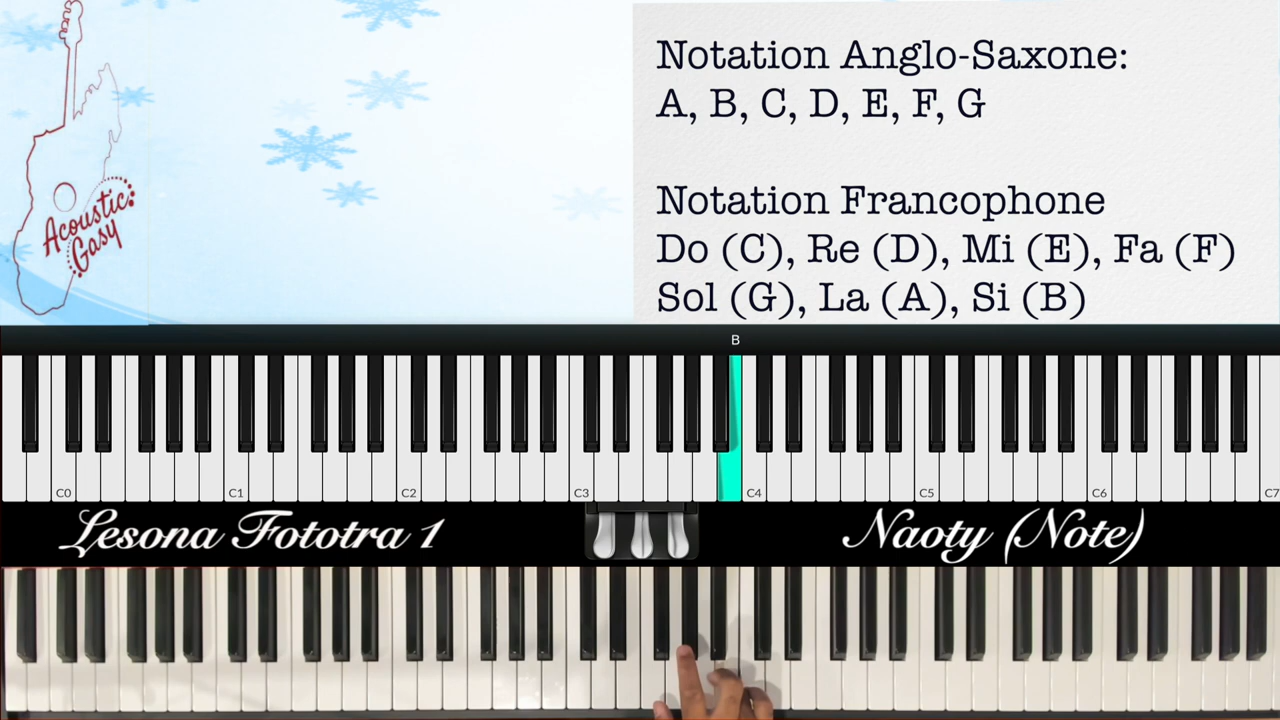 Acoustic
Gasy
Notation Anglo-Saxone:
A, B, C, D, E, F, G
Notation Francophone
Do (C), Re (D), Mi (E), Fa (F)
Sol (G), La (A), Si (B)
B
C0 C1 C2 C3 C4 C5 C6 C7
Lesona Fototra 1
Naoty (Note)